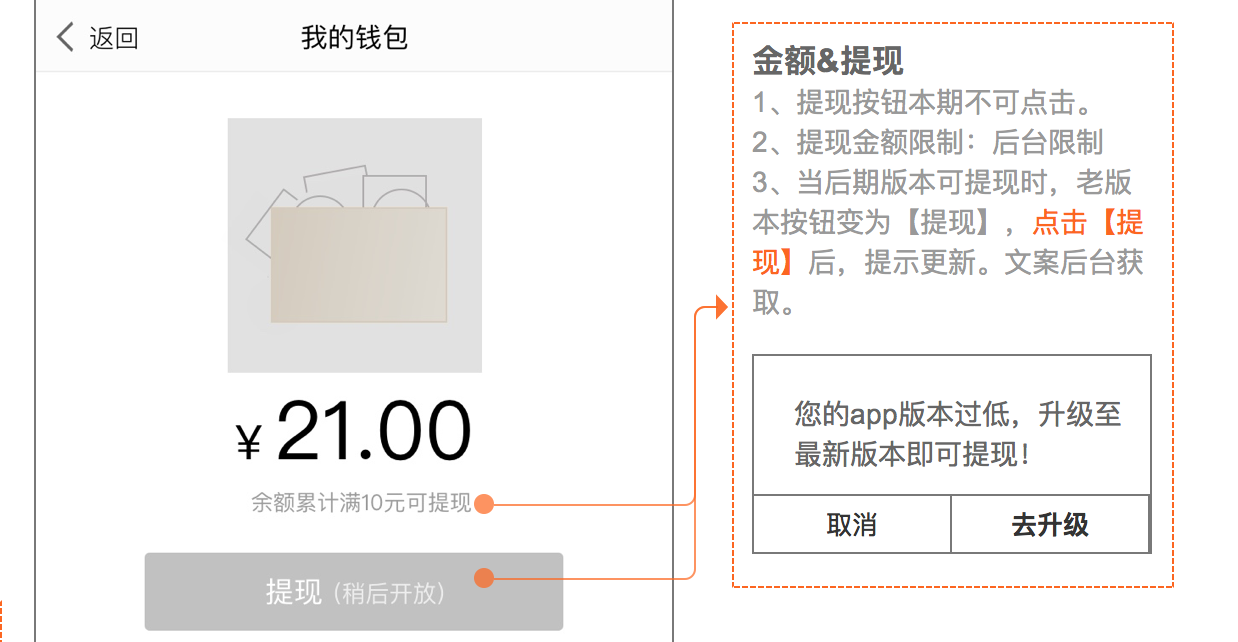 返回
我的钱包
¥ 21.00
余额累计满10元可提现
提现（稍后开放）
金额&提现
1、提现按钮本期不可点击。
2、提现金额限制：后台限制
3、当后期版本可提现时，老版
本按钮变为【提现】，点击【提
现】后，提示更新。文案后台获
取。
您的app版本过低，升级至
最新版本即可提现！
取消
去升级